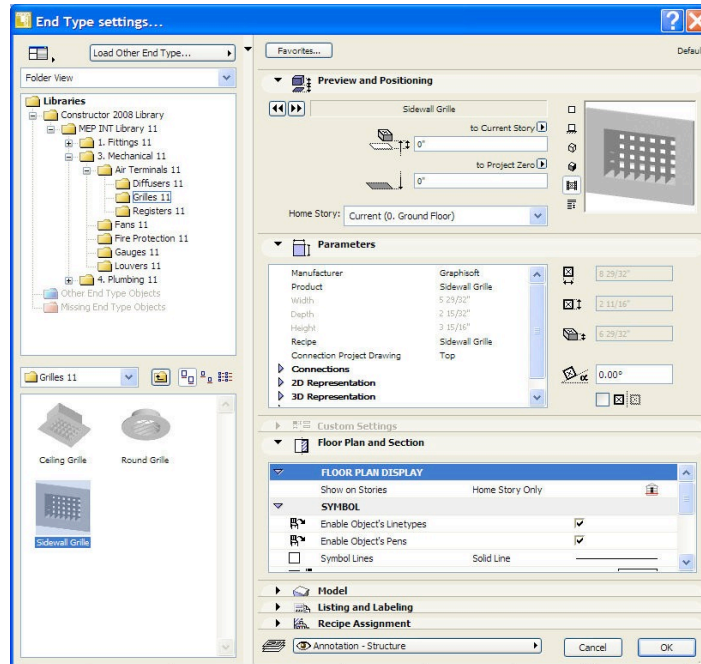 End Type settings...
Load Other End Type...
Folder View
Libraries
Constructor 2008 Library
MEP INT Library 11
1. Fittings 11
3. Mechanical 11
Air Terminals 11
Diffusers 11
Grilles 11
Registers 11
Fans 11
Fire Protection 11
Gauges 11
Louvers 11
4. Plumbing 11
Other End Type Objects
Missing End Type Objects
Grilles 11
Ceiling Grille
Round Grille
Sidewall Grille
Favorites...
Defaul
Preview and Positioning
Sidewall Grille
to Current Story
0"
to Project Zero
0"
Home Story: Current (0. Ground Floor)
Parameters
Manufacturer Graphisoft
Product Sidewall Grille
Width 5 29/32"
Depth 2 15/32"
Height 3 15/16"
Recipe Sidewall Grille
Connection Project Drawing Top
Connections
2D Representation
3D Representation
8 29/32"
2 11/16"
6 29/32"
α 0.00°
Custom Settings
Floor Plan and Section
FLOOR PLAN DISPLAY
Show on Stories Home Story Only
SYMBOL
Enable Object's Linetypes
Enable Object's Pens
Symbol Lines Solid Line
Model
Listing and Labeling
Recipe Assignment
Annotation - Structure
Cancel
OK